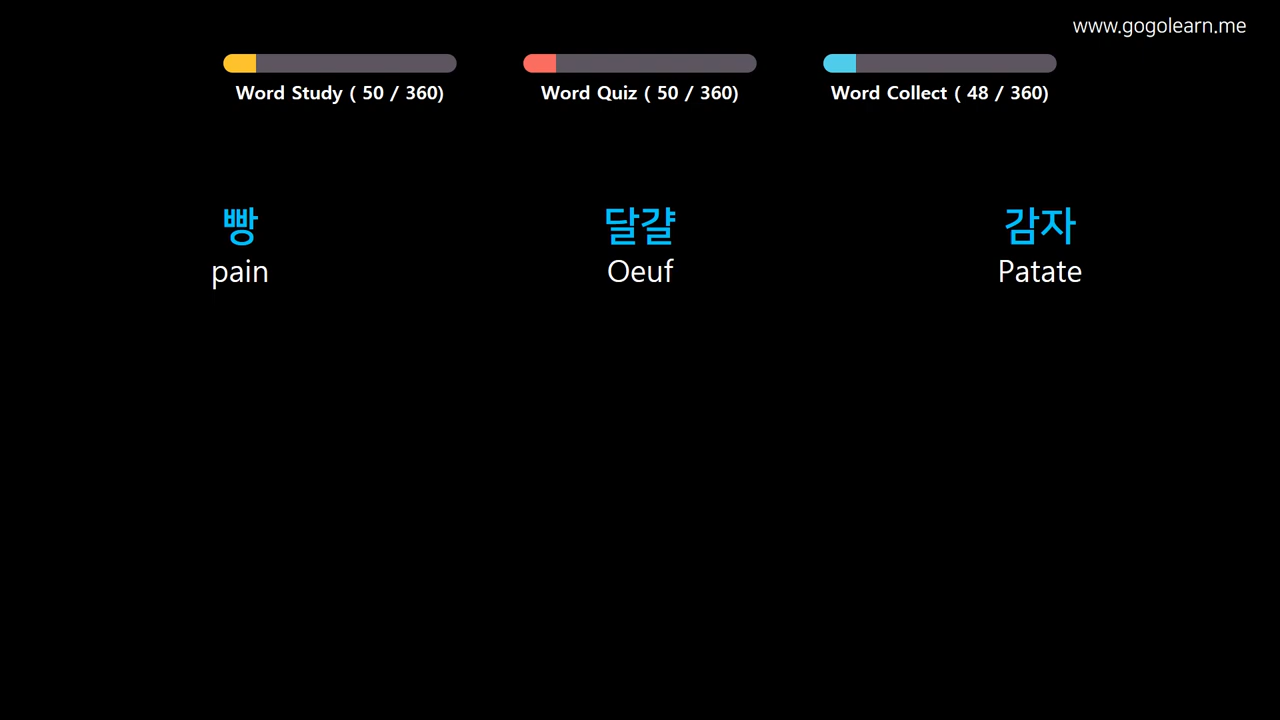 www.gogolearn.me
Word Study ( 50 / 360)
Word Quiz ( 50 / 360)
Word Collect ( 48 / 360)
빵
달걀
감자
pain
Oeuf
Patate